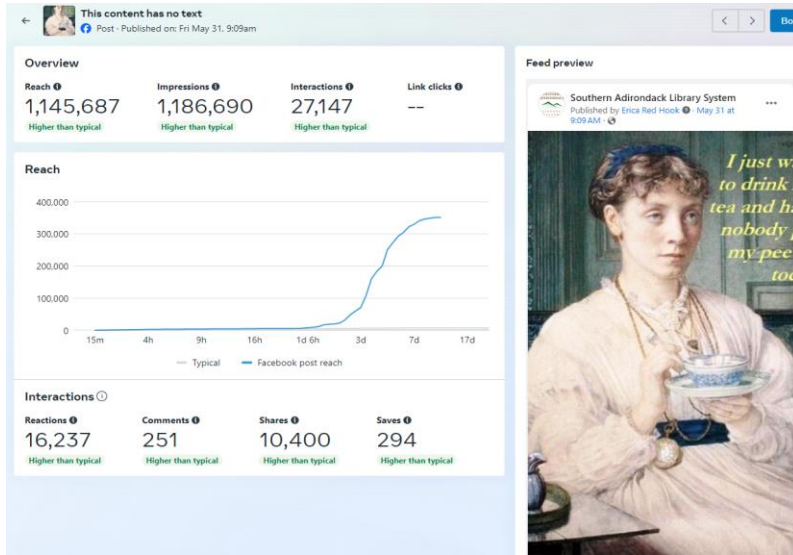 This content has no text
Post · Published on: Fri May 31, 9:09am
Overview
Reach
Impressions
Interactions
Link clicks
1,145,687
1,186,690
27,147
--
Higher than typical
Higher than typical
Higher than typical
Reach
400.000
300.000
200.000
100.000
0
15m 4h 9h 16h 1d 6h 3d 7d 17d
Typical Facebook post reach
Interactions
Reactions
Comments
Shares
Saves
16,237
251
10,400
294
Higher than typical
Higher than typical
Higher than typical
Higher than typical
Feed preview
Southern Adirondack Library System
Published by Erica Red Hook · May 31 at
9:09 AM ·
I just
to drink
tea and
nobody
my